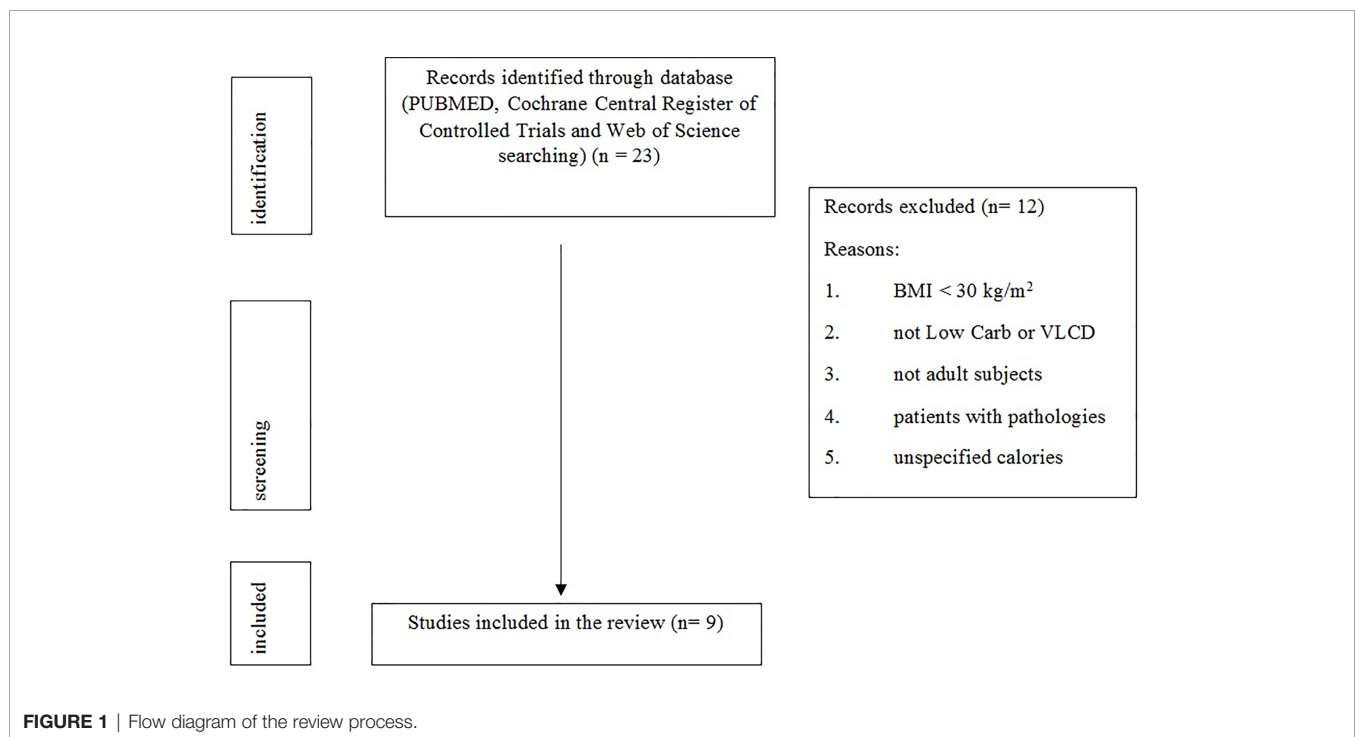 identification
Records identified through database
(PUBMED, Cochrane Central Register of
Controlled Trials and Web of Science
searching) (n = 23)
Records excluded (n= 12)
Reasons:
1. BMI < 30 kg/m²
2. not Low Carb or VLCD
3. not adult subjects
4. patients with pathologies
5. unspecified calories
screening
included
Studies included in the review (n= 9)
FIGURE 1 | Flow diagram of the review process.